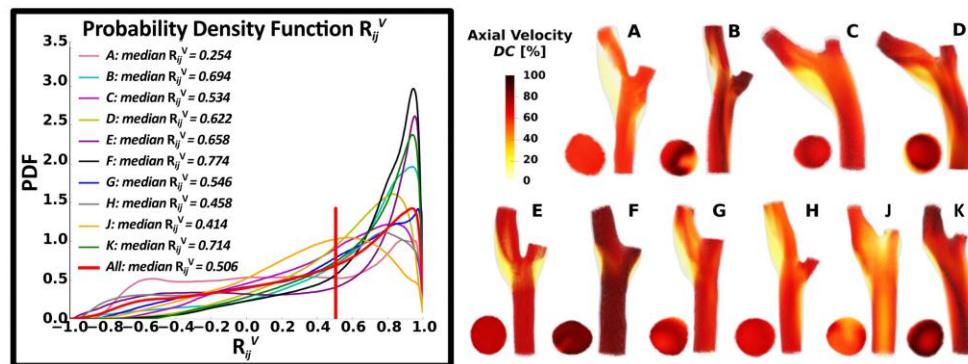 Probability Density Function R_ij^V
3.5
3.0
2.5
2.0
1.5
1.0
0.5
0.0
PDF
A: median R_ij^V = 0.254
B: median R_ij^V = 0.694
C: median R_ij^V = 0.534
D: median R_ij^V = 0.622
E: median R_ij^V = 0.658
F: median R_ij^V = 0.774
G: median R_ij^V = 0.546
H: median R_ij^V = 0.458
J: median R_ij^V = 0.414
K: median R_ij^V = 0.714
All: median R_ij^V = 0.506
-1.0 -0.8 -0.6 -0.4 -0.2 0.0 0.2 0.4 0.6 0.8 1.0
R_ij^V
Axial Velocity
DC [%]
100
80
60
40
20
0
A B C D
E F G H J K